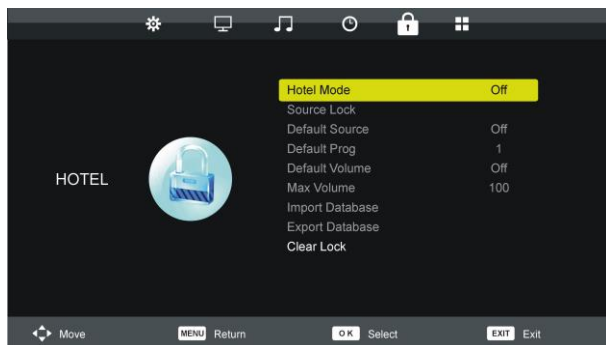 HOTEL
Hotel Mode Off
Source Lock
Default Source Off
Default Prog 1
Default Volume Off
Max Volume 100
Import Database
Export Database
Clear Lock
Move MENU Return OK Select EXIT Exit